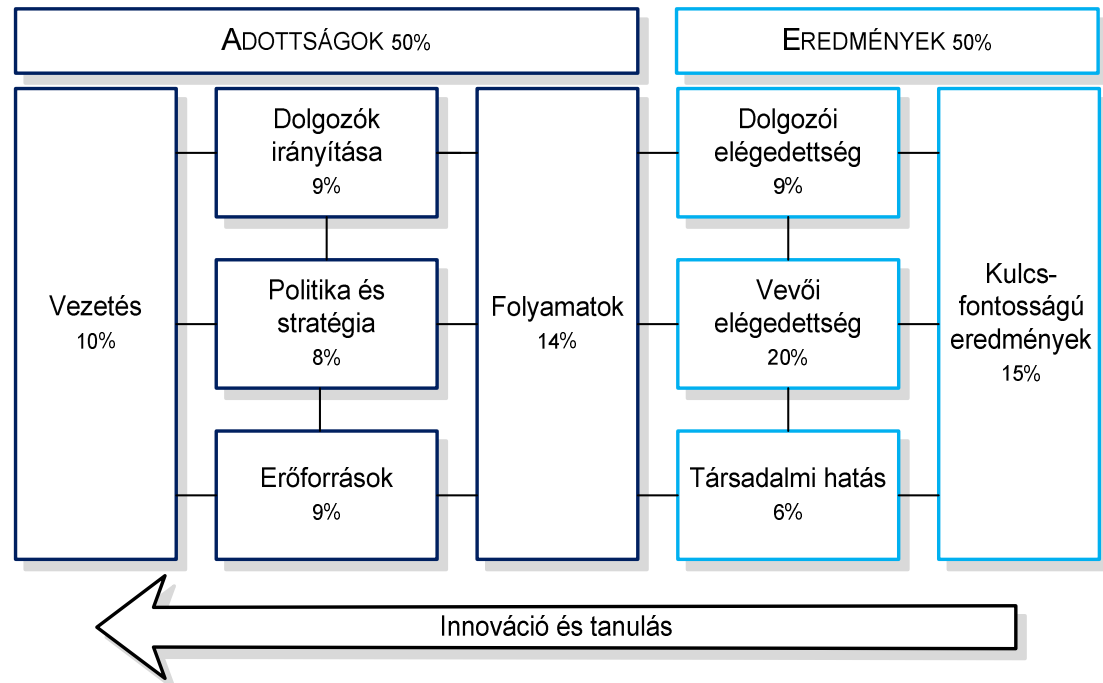 ADOTTSÁGOK 50%
EREDMÉNYEK 50%
Vezetés
10%
Dolgozók
irányítása
9%
Politika és
stratégia
8%
Erőforrások
9%
Folyamatok
14%
Dolgozói
elégedettség
9%
Vevői
elégedettség
20%
Társadalmi hatás
6%
Kulcs-
fontosságú
eredmények
15%
Innováció és tanulás